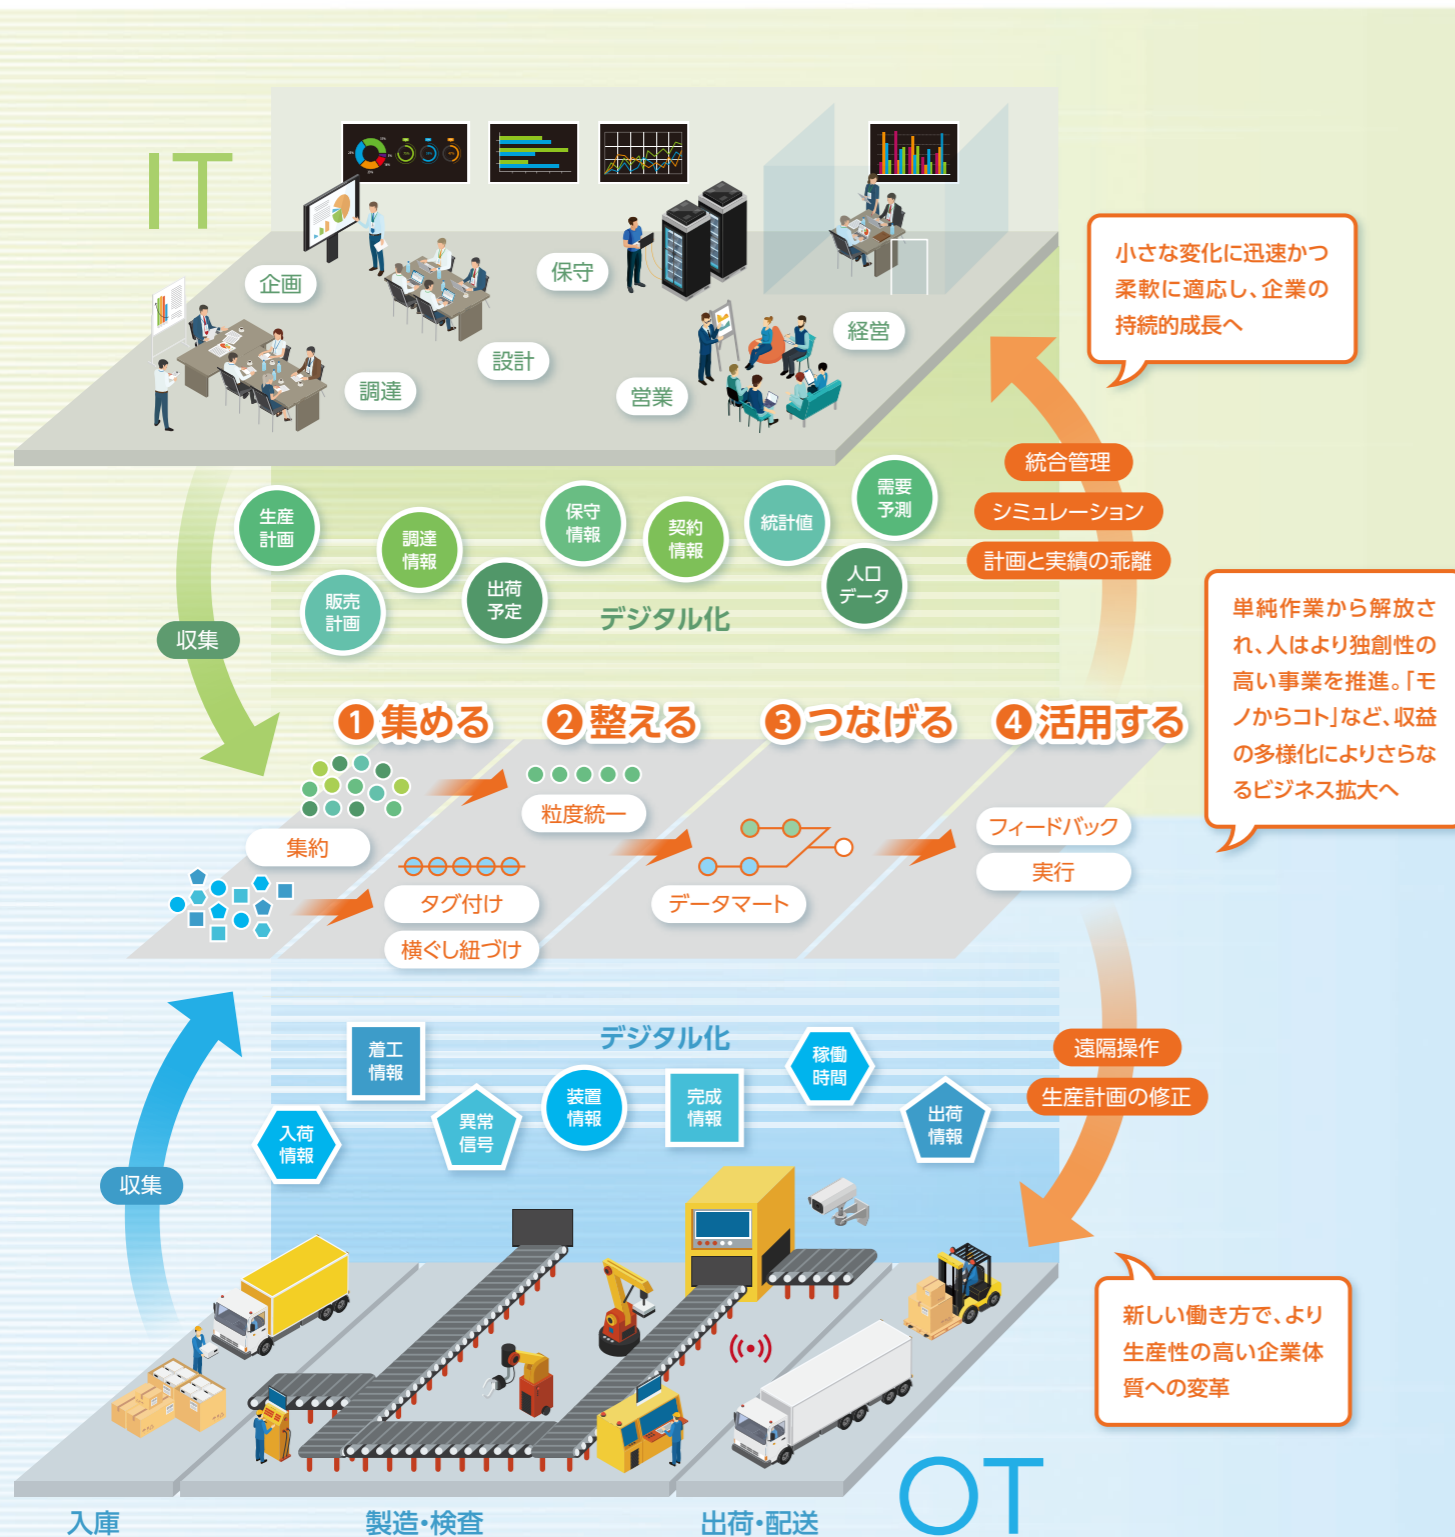 IT
企画
保守
設計
調達
営業
経営
小さな変化に迅速かつ
柔軟に適応し、企業の
持続的成長へ
統合管理
シミュレーション
計画と実績の乖離
生産
計画
販売
計画
調達
情報
出荷
予定
保守
情報
契約
情報
統計値
需要
予測
人口
データ
デジタル化
収集
単純作業から解放さ
れ、人はより独創性の
高い事業を推進。「モ
ノからコト」など、収益
の多様化によりさらな
るビジネス拡大へ
❶集める
❷整える
❸つなげる
❹活用する
集約
粒度統一
タグ付け
横ぐし紐づけ
データマート
フィードバック
実行
デジタル化
収集
入荷
情報
着工
情報
異常
信号
装置
情報
完成
情報
稼働
時間
出荷
情報
遠隔操作
生産計画の修正
新しい働き方で、より
生産性の高い企業体
質への変革
入庫
製造・検査
出荷・配送
OT